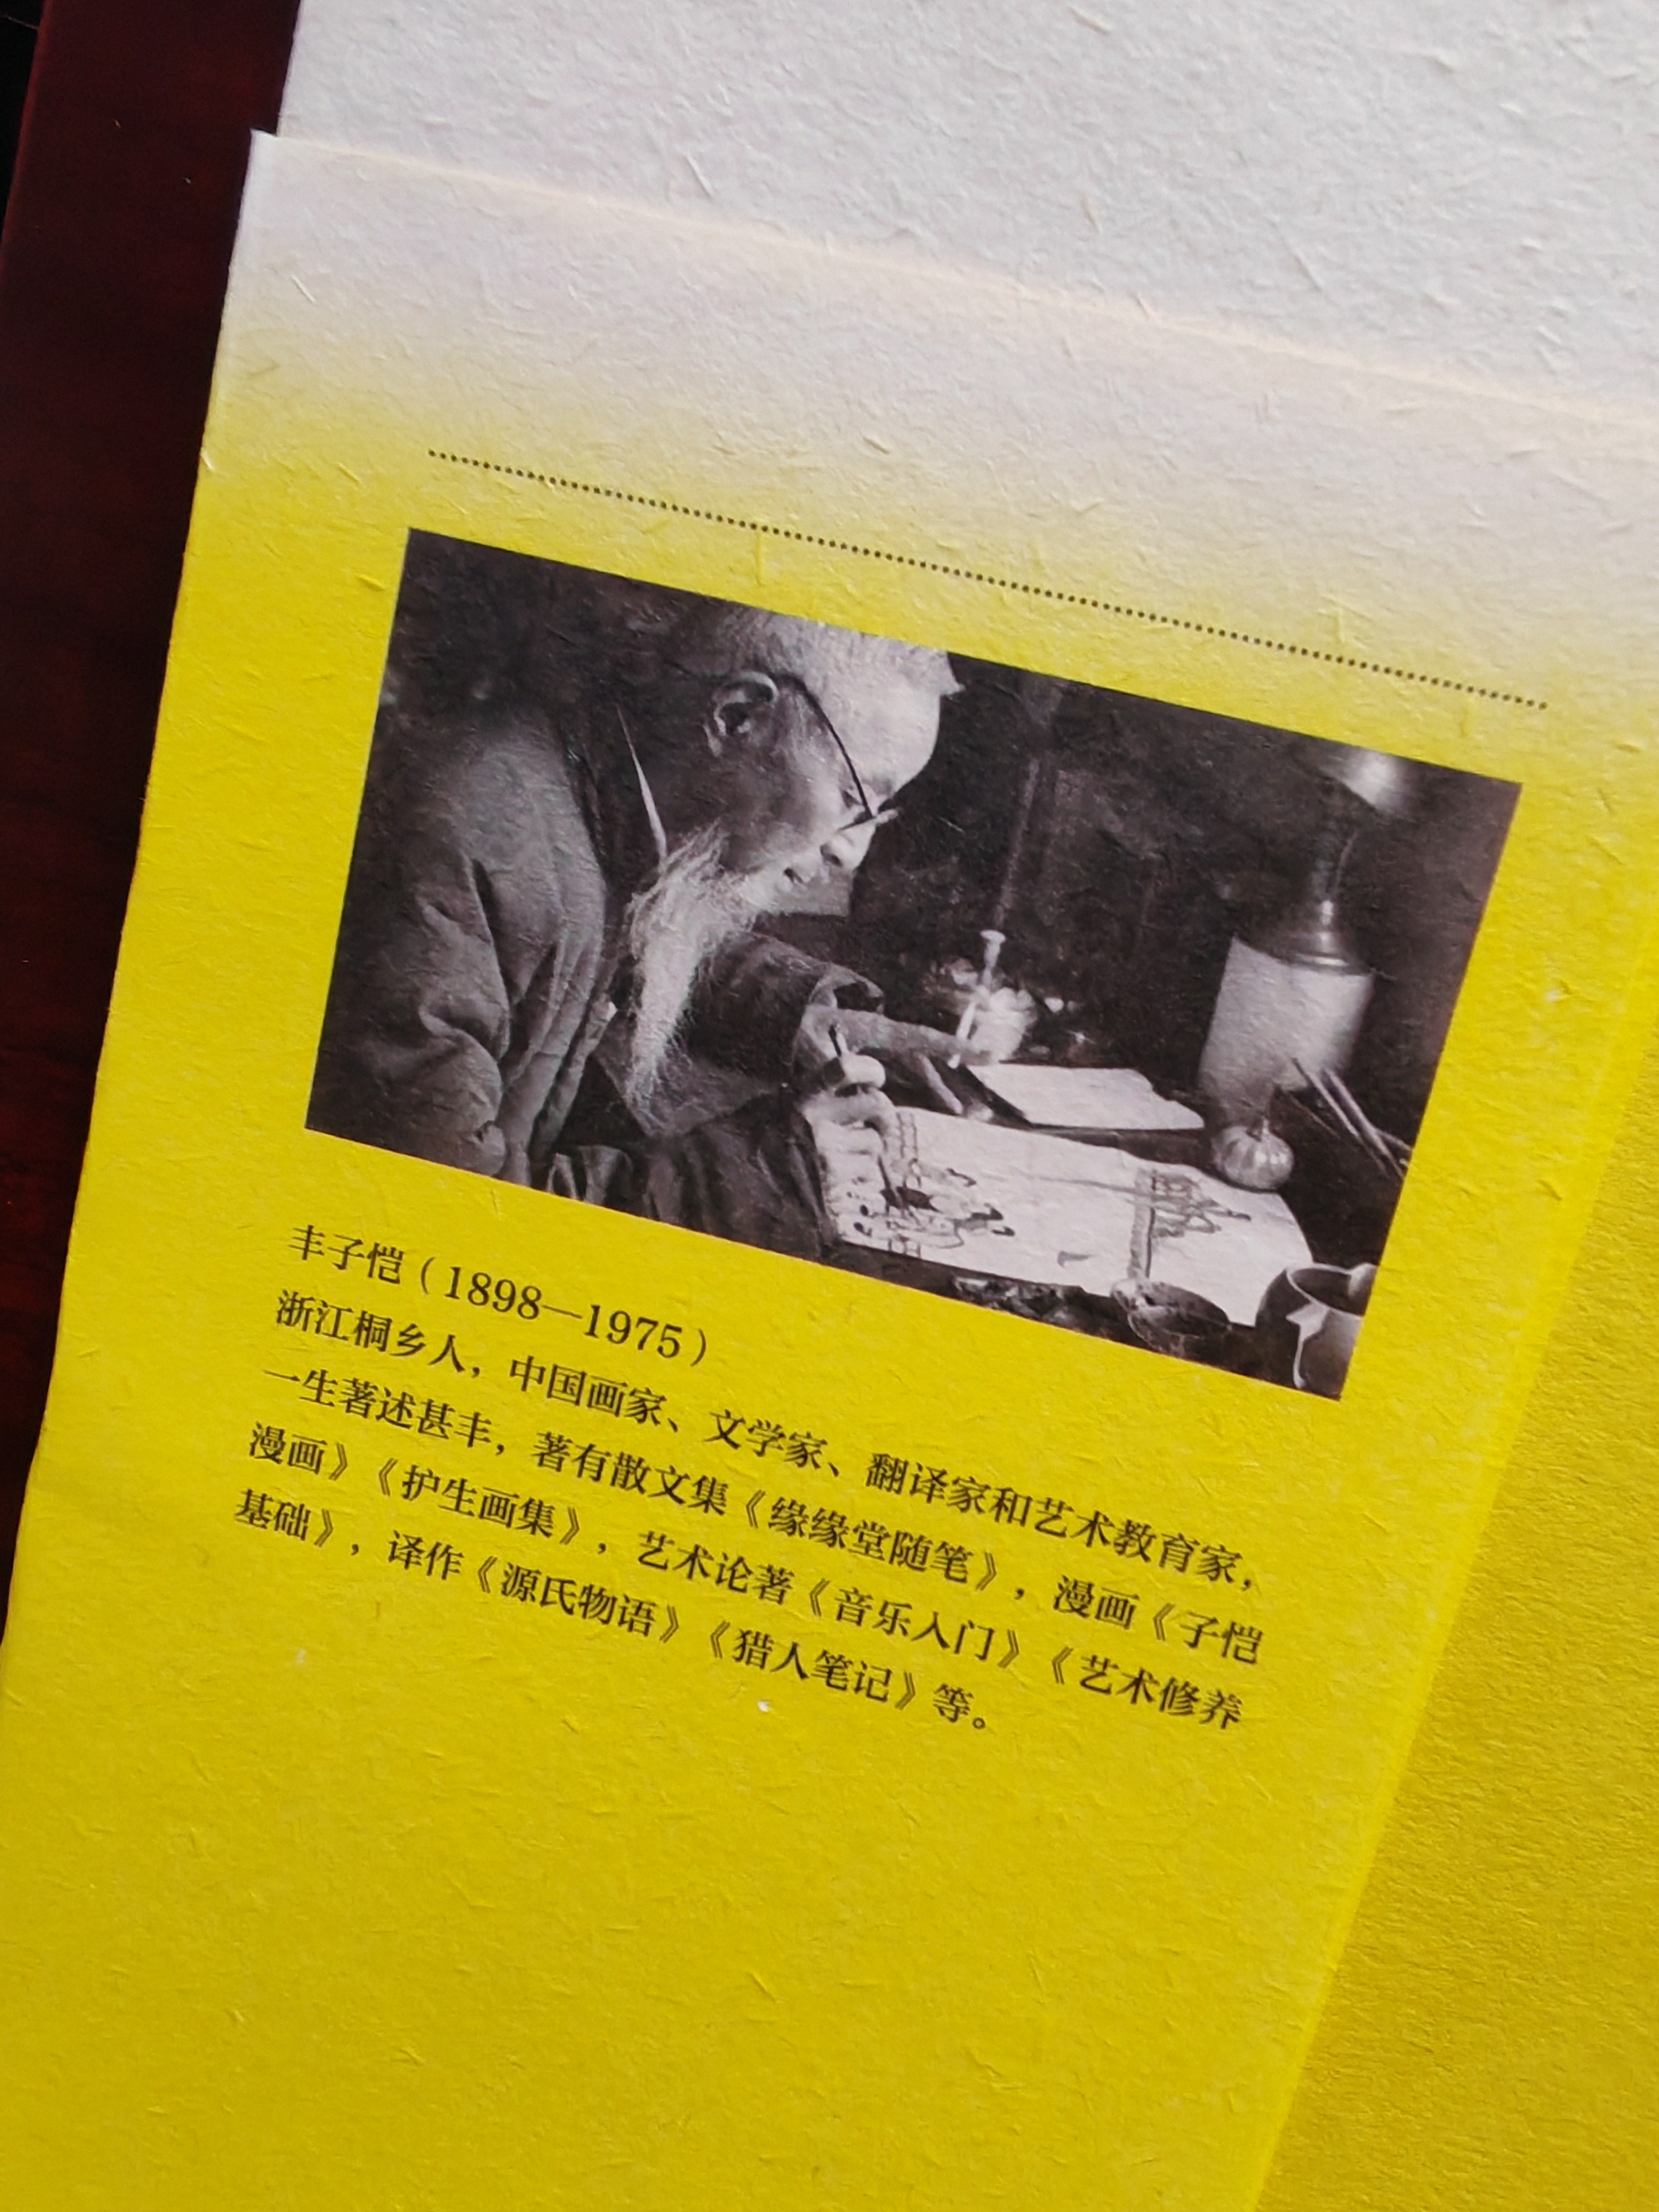 丰子恺（1898—1975）
浙江桐乡人，中国画家、文学家、翻译家和艺术教育家，
一生著述甚丰，著有散文集《缘缘堂随笔》，漫画《子恺
漫画》《护生画集》，艺术论著《音乐入门》《艺术修养
基础》，译作《源氏物语》《猎人笔记》等。